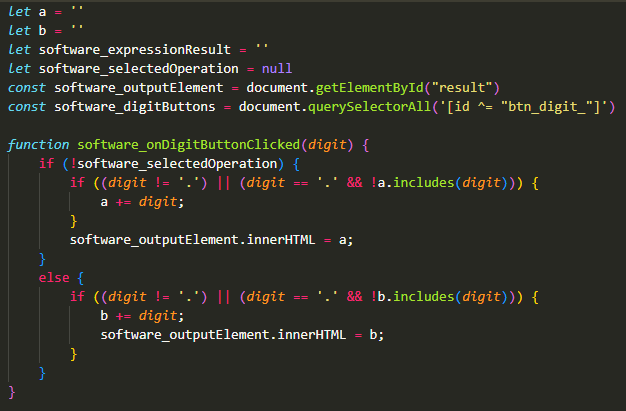 let a = ''
let b = ''
let software_expressionResult = ''
let software_selectedOperation = null
const software_outputElement = document.getElementById("result")
const software_digitButtons = document.querySelectorAll('[id ^= "btn_digit_"]')

function software_onDigitButtonClicked(digit) {
    if (!software_selectedOperation) {
        if ((digit != '.') || (digit == '.' && !a.includes(digit))) {
            a += digit;
        }
        software_outputElement.innerHTML = a;
    }
    else {
        if ((digit != '.') || (digit == '.' && !b.includes(digit))) {
            b += digit;
            software_outputElement.innerHTML = b;
        }
    }
}